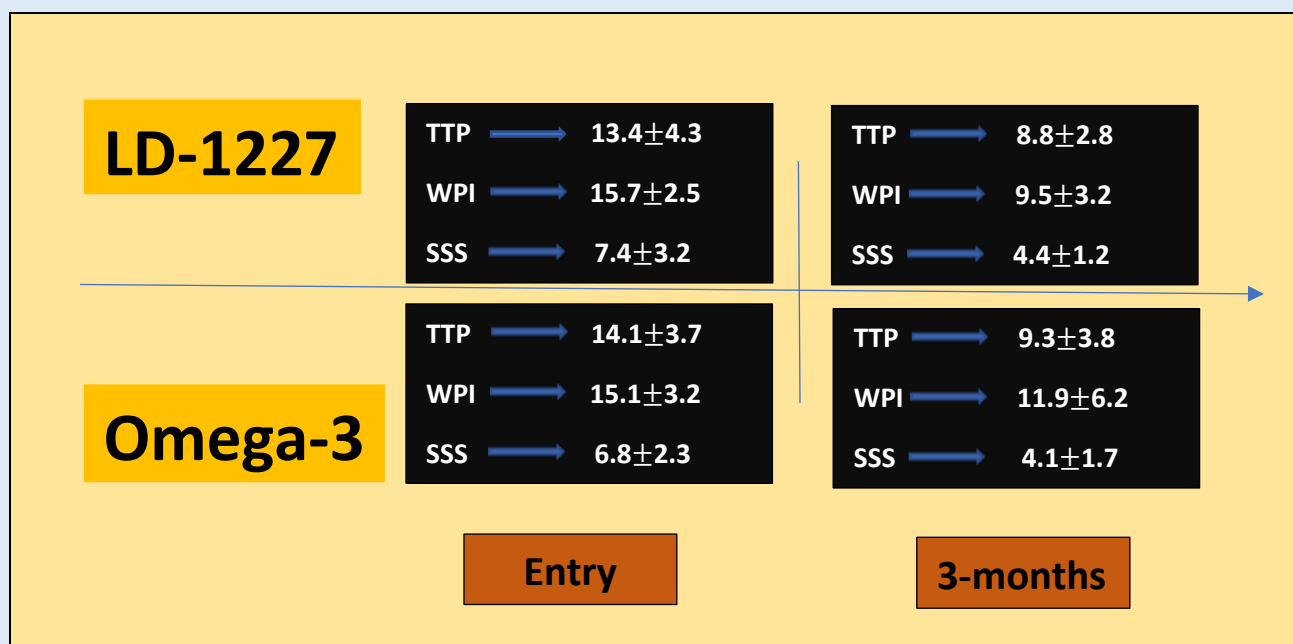 LD-1227
TTP 13.4±4.3
WPI 15.7±2.5
SSS 7.4±3.2
TTP 8.8±2.8
WPI 9.5±3.2
SSS 4.4±1.2
Omega-3
TTP 14.1±3.7
WPI 15.1±3.2
SSS 6.8±2.3
TTP 9.3±3.8
WPI 11.9±6.2
SSS 4.1±1.7
Entry
3-months